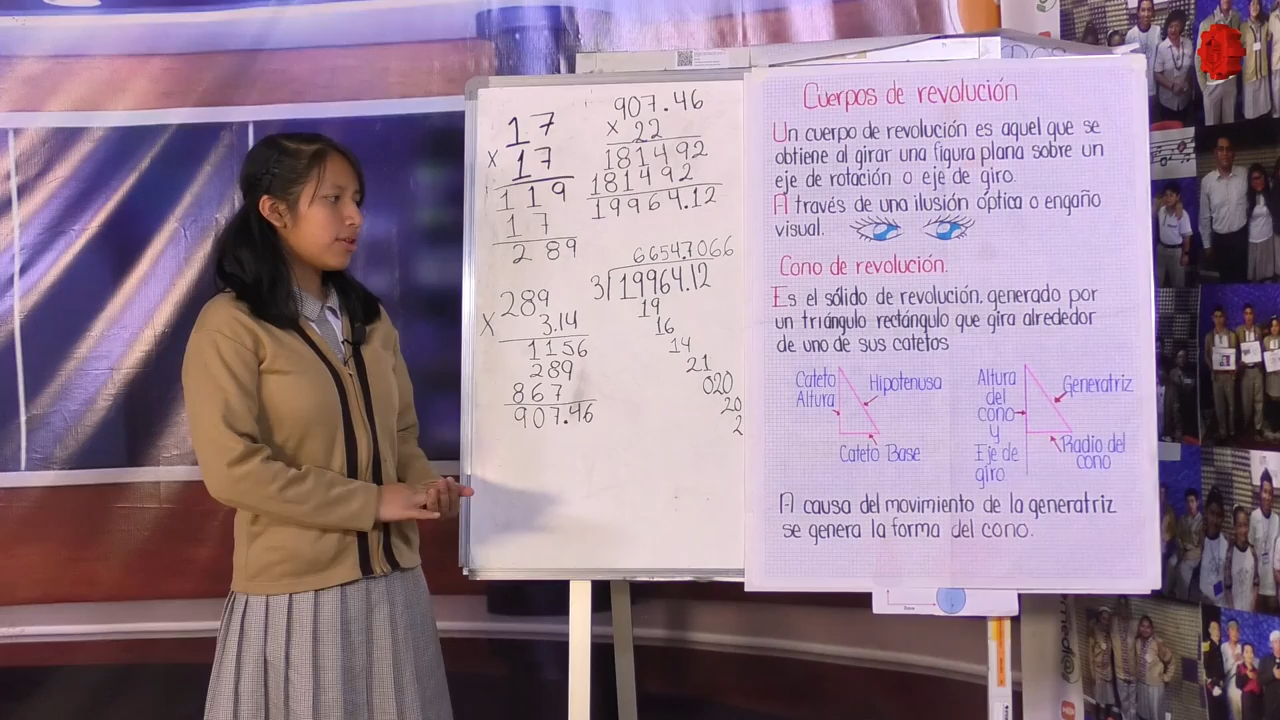 17
x 17
119
17
289
289
x 3.14
1156
289
867
907.46
907.46
x 22
181492
181492
19964.12
66547066
3 19964.12
19
16
14
21
020
20
2
Cuerpos de revolución
Un cuerpo de revolución es aquel que se
obtiene al girar una figura plana sobre un
eje de rotación o eje de giro.
A través de una ilusión óptica o engaño
visual.
Cono de revolución.
Es el sólido de revolución, generado por
un triángulo rectángulo que gira alrededor
de uno de sus catetos
Cateto
Altura
Hipotenusa
Cateto Base
Altura
del
cono
y
Eje de
giro
Generatriz
Radio del
cono
A causa del movimiento de la generatriz
se genera la forma del cono.